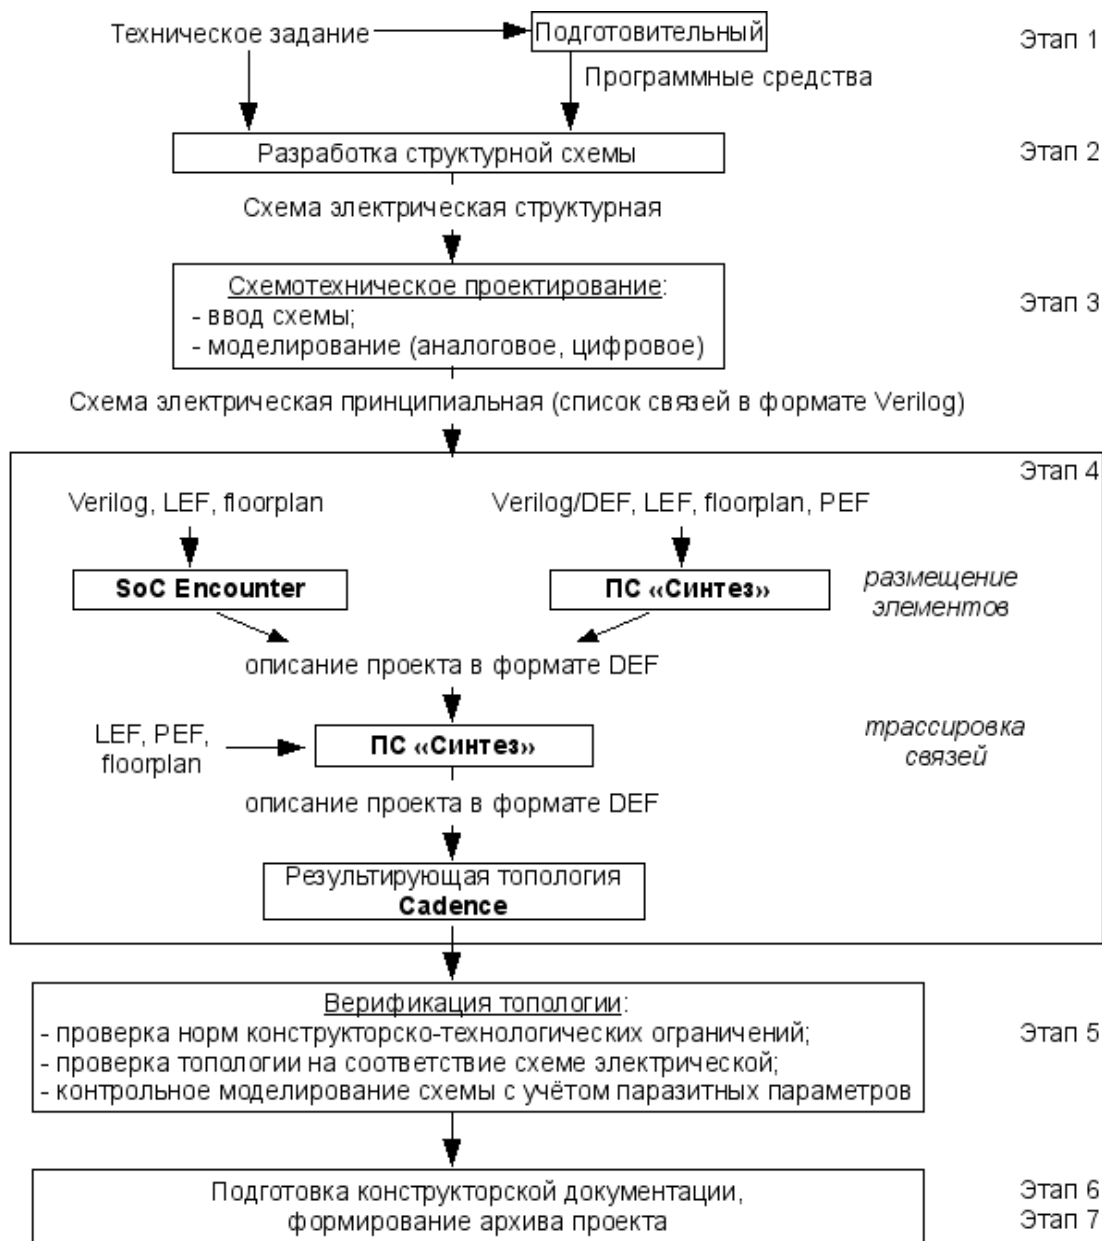 Техническое задание
Подготовительный
Этап 1
Программные средства
Разработка структурной схемы
Этап 2
Схема электрическая структурная
Схемотехническое проектирование:
- ввод схемы;
- моделирование (аналоговое, цифровое)
Этап 3
Схема электрическая принципиальная (список связей в формате Verilog)
Этап 4
Verilog, LEF, floorplan
Verilog/DEF, LEF, floorplan, PEF
SoC Encounter
ПС «Синтез»
размещение
элементов
описание проекта в формате DEF
LEF, PEF,
floorplan
ПС «Синтез»
трассировка
связей
описание проекта в формате DEF
Результирующая топология
Cadence
Верификация топологии:
- проверка норм конструкторско-технологических ограничений;
- проверка топологии на соответствие схеме электрической;
- контрольное моделирование схемы с учётом паразитных параметров
Этап 5
Подготовка конструкторской документации,
формирование архива проекта
Этап 6
Этап 7